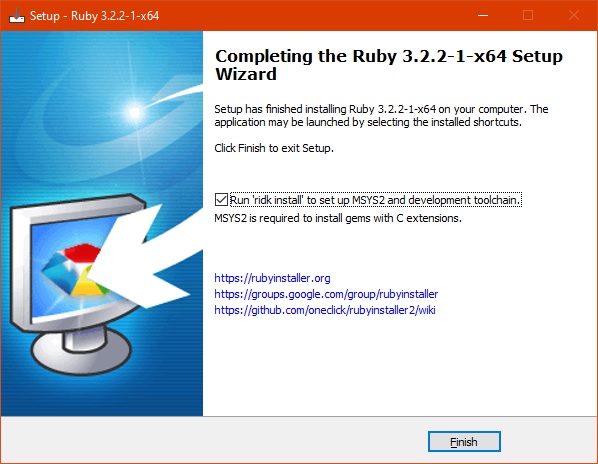 Setup - Ruby 3.2.2-1-x64
Completing the Ruby 3.2.2-1-x64 Setup
Wizard
Setup has finished installing Ruby 3.2.2-1-x64 on your computer. The
application may be launched by selecting the installed shortcuts.
Click Finish to exit Setup.
Run 'ridk install' to set up MSYS2 and development toolchain.
MSYS2 is required to install gems with C extensions.
https://rubyinstaller.org
https://groups.google.com/group/rubyinstaller
https://github.com/oneclick/rubyinstaller2/wiki
Finish